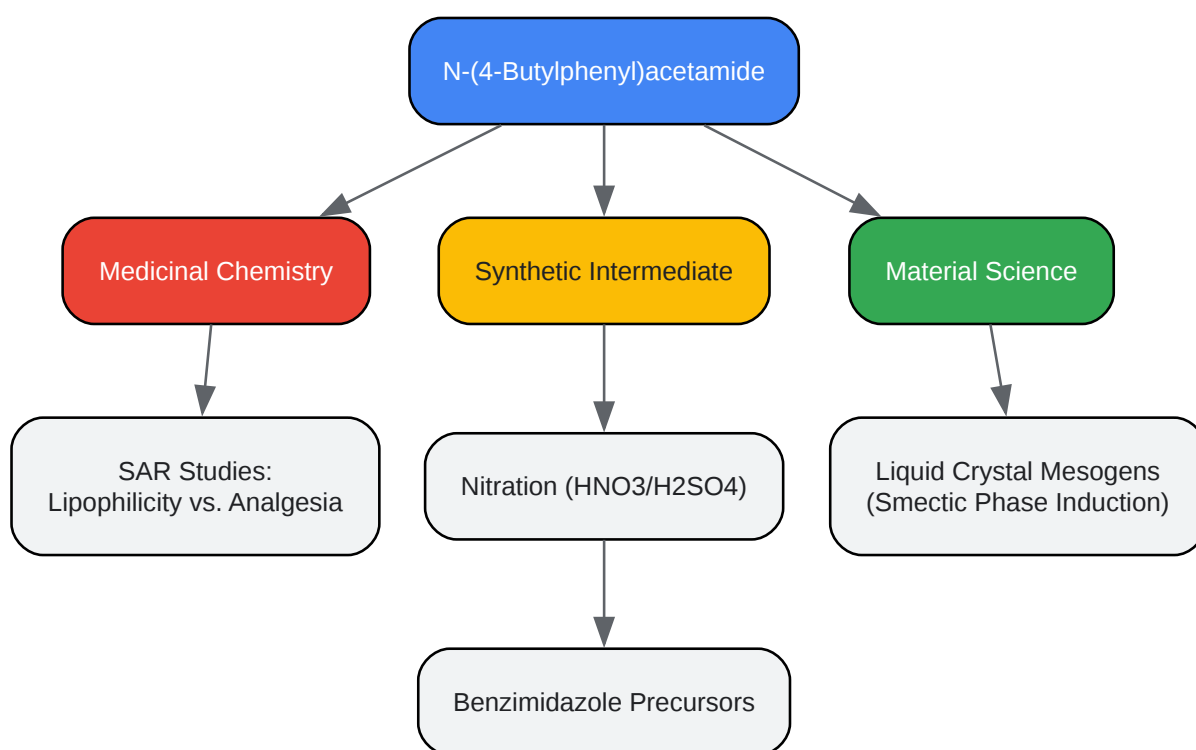 N-(4-Butylphenyl)acetamide
Medicinal Chemistry
Synthetic Intermediate
Material Science
SAR Studies:
Lipophilicity vs. Analgesia
Nitration (HNO3/H2SO4)
Liquid Crystal Mesogens
(Smectic Phase Induction)
Benzimidazole Precursors